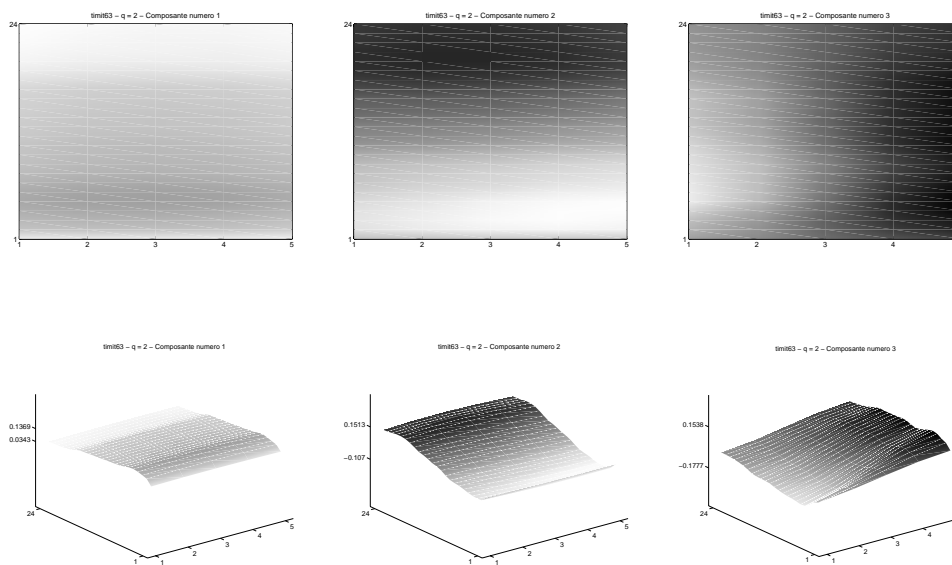 timit63 – q = 2 – Composante numero 1
24
1
1 2 3 4 5
timit63 – q = 2 – Composante numero 2
24
1
1 2 3 4 5
timit63 – q = 2 – Composante numero 3
24
1
1 2 3 4
timit63 – q = 2 – Composante numero 1
0.1369
0.0343
24
1
1 2 3 4 5
timit63 – q = 2 – Composante numero 2
0.1513
−0.107
24
1
1 2 3 4 5
timit63 – q = 2 – Composante numero 3
0.1538
−0.1777
24
1
1 2 3 4